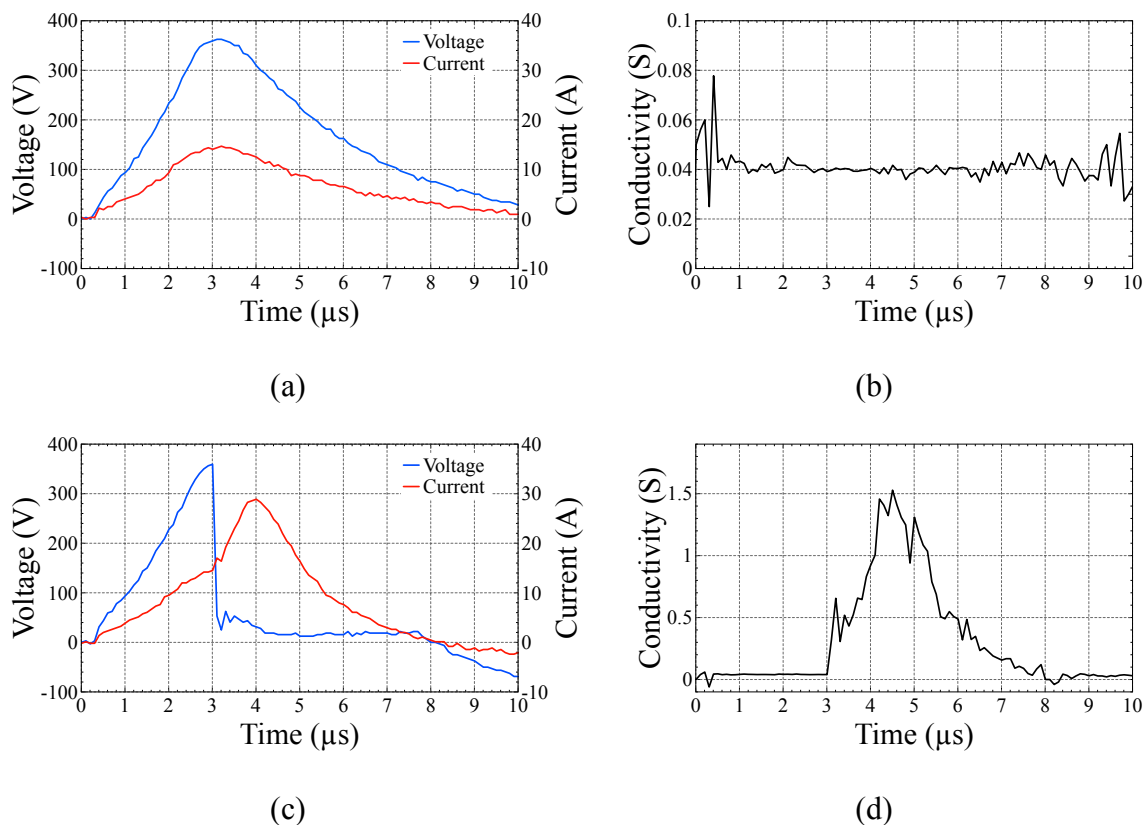 400
300
200
100
0
-100
Voltage (V)
40
30
20
10
0
-10
Current (A)
Voltage
Current
0 1 2 3 4 5 6 7 8 9 10
Time (µs)
(a)
0.1
0.08
0.06
0.04
0.02
0
Conductivity (S)
0 1 2 3 4 5 6 7 8 9 10
Time (µs)
(b)
400
300
200
100
0
-100
Voltage (V)
40
30
20
10
0
-10
Current (A)
Voltage
Current
0 1 2 3 4 5 6 7 8 9 10
Time (µs)
(c)
1.5
1
0.5
0
Conductivity (S)
0 1 2 3 4 5 6 7 8 9 10
Time (µs)
(d)